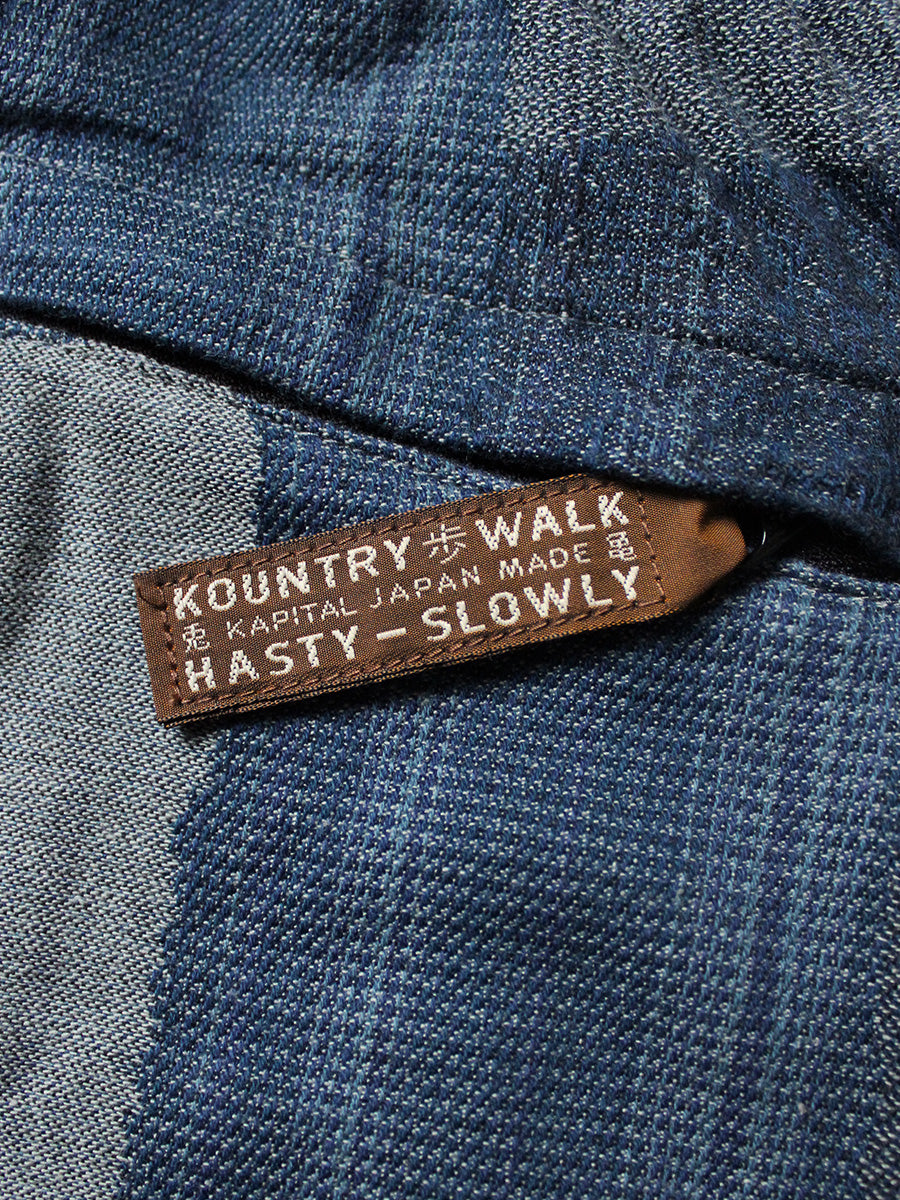 KOUNTRY 歩 WALK
兎 KAPITAL JAPAN MADE 亀
HASTY – SLOWLY